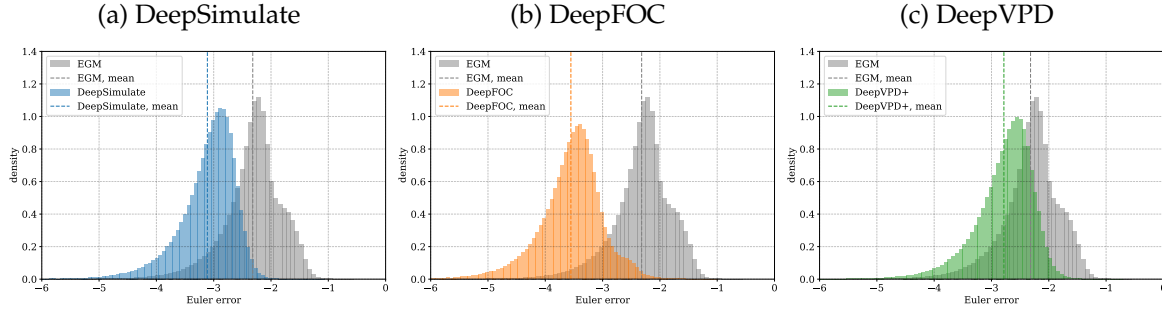 (a) DeepSimulate
1.4
1.2
1.0
0.8
0.6
0.4
0.2
0.0
density
EGM
EGM, mean
DeepSimulate
DeepSimulate, mean
−6 −5 −4 −3 −2 −1 0
Euler error
(b) DeepFOC
1.4
1.2
1.0
0.8
0.6
0.4
0.2
0.0
density
EGM
EGM, mean
DeepFOC
DeepFOC, mean
−6 −5 −4 −3 −2 −1 0
Euler error
(c) DeepVPD
1.4
1.2
1.0
0.8
0.6
0.4
0.2
0.0
density
EGM
EGM, mean
DeepVPD+
DeepVPD+, mean
−6 −5 −4 −3 −2 −1 0
Euler error